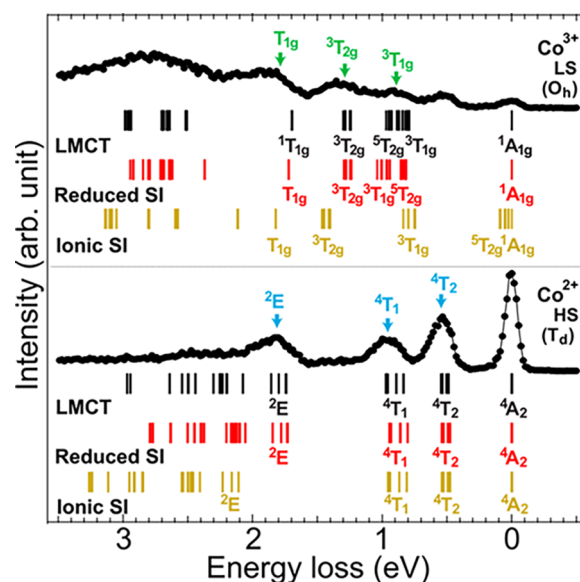 T1g
3T2g
3T1g
Co3+
LS
(Oh)
1T1g 3T2g 5T2g 3T1g 1A1g
LMCT
T1g 3T2g 3T1g 5T2g 1A1g
Reduced SI
T1g 3T2g 3T1g 5T2g 1A1g
Ionic SI
Intensity (arb. unit)
2E
4T1
4T2
Co2+
HS
(Td)
LMCT
2E 4T1 4T2 4A2
Reduced SI
2E 4T1 4T2 4A2
Ionic SI
2E 4T1 4T2 4A2
3 2 1 0
Energy loss (eV)